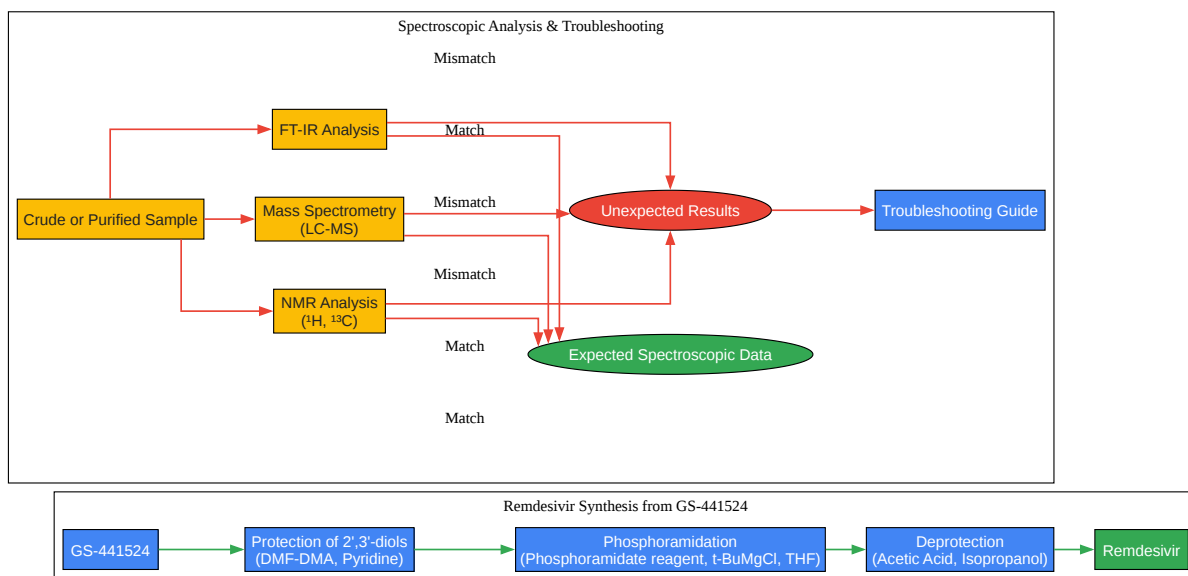 Spectroscopic Analysis & Troubleshooting
Mismatch
FT-IR Analysis
Match
Crude or Purified Sample
Mass Spectrometry
(LC-MS)
Mismatch
Unexpected Results
Troubleshooting Guide
Mismatch
NMR Analysis
(¹H, ¹³C)
Match
Expected Spectroscopic Data
Match
Remdesivir Synthesis from GS-441524
GS-441524
Protection of 2',3'-diols
(DMF-DMA, Pyridine)
Phosphoramidation
(Phosphoramidate reagent, t-BuMgCl, THF)
Deprotection
(Acetic Acid, Isopropanol)
Remdesivir